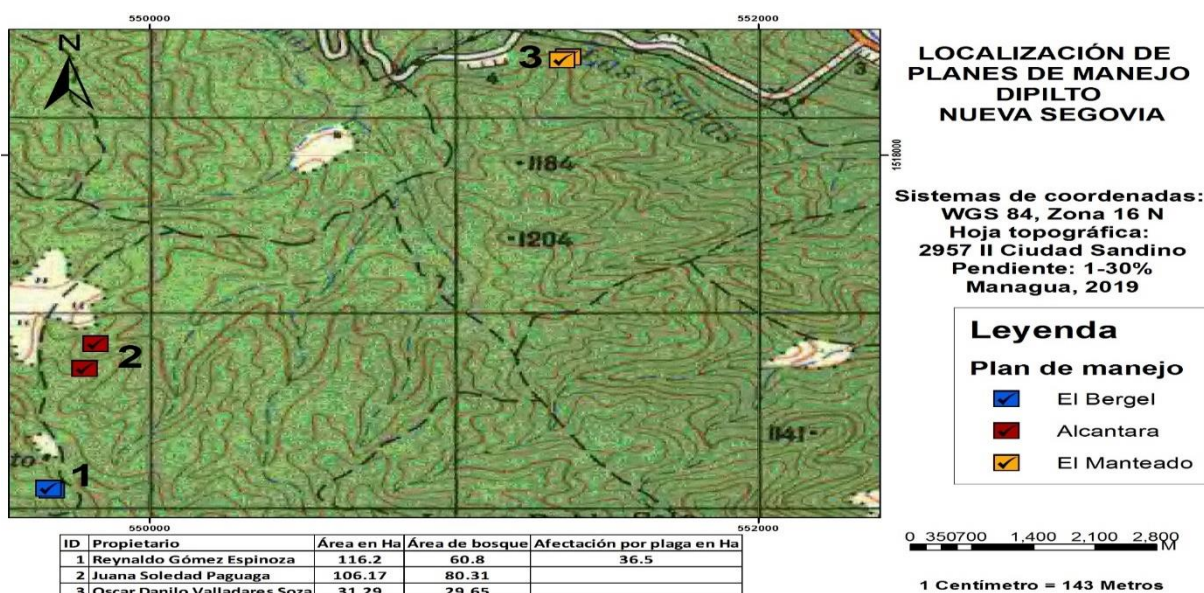 550000
552000
N
3
4
3
LOCALIZACIÓN DE
PLANES DE MANEJO
DIPILTO
NUEVA SEGOVIA
1518000
1184
1204
Sistemas de coordenadas:
WGS 84, Zona 16 N
Hoja topográfica:
2957 II Ciudad Sandino
Pendiente: 1-30%
Managua, 2019
2
Leyenda
Plan de manejo
El Bergel
Alcantara
El Manteado
1141
to
1
550000
552000
ID Propietario Área en Ha Área de bosque Afectación por plaga en Ha
1 Reynaldo Gómez Espinoza 116.2 60.8 36.5
2 Juana Soledad Paguaga 106.17 80.31
3 Oscar Danilo Valladares Soza 31.29 29.65
0 350 700 1,400 2,100 2,800
M
1 Centímetro = 143 Metros